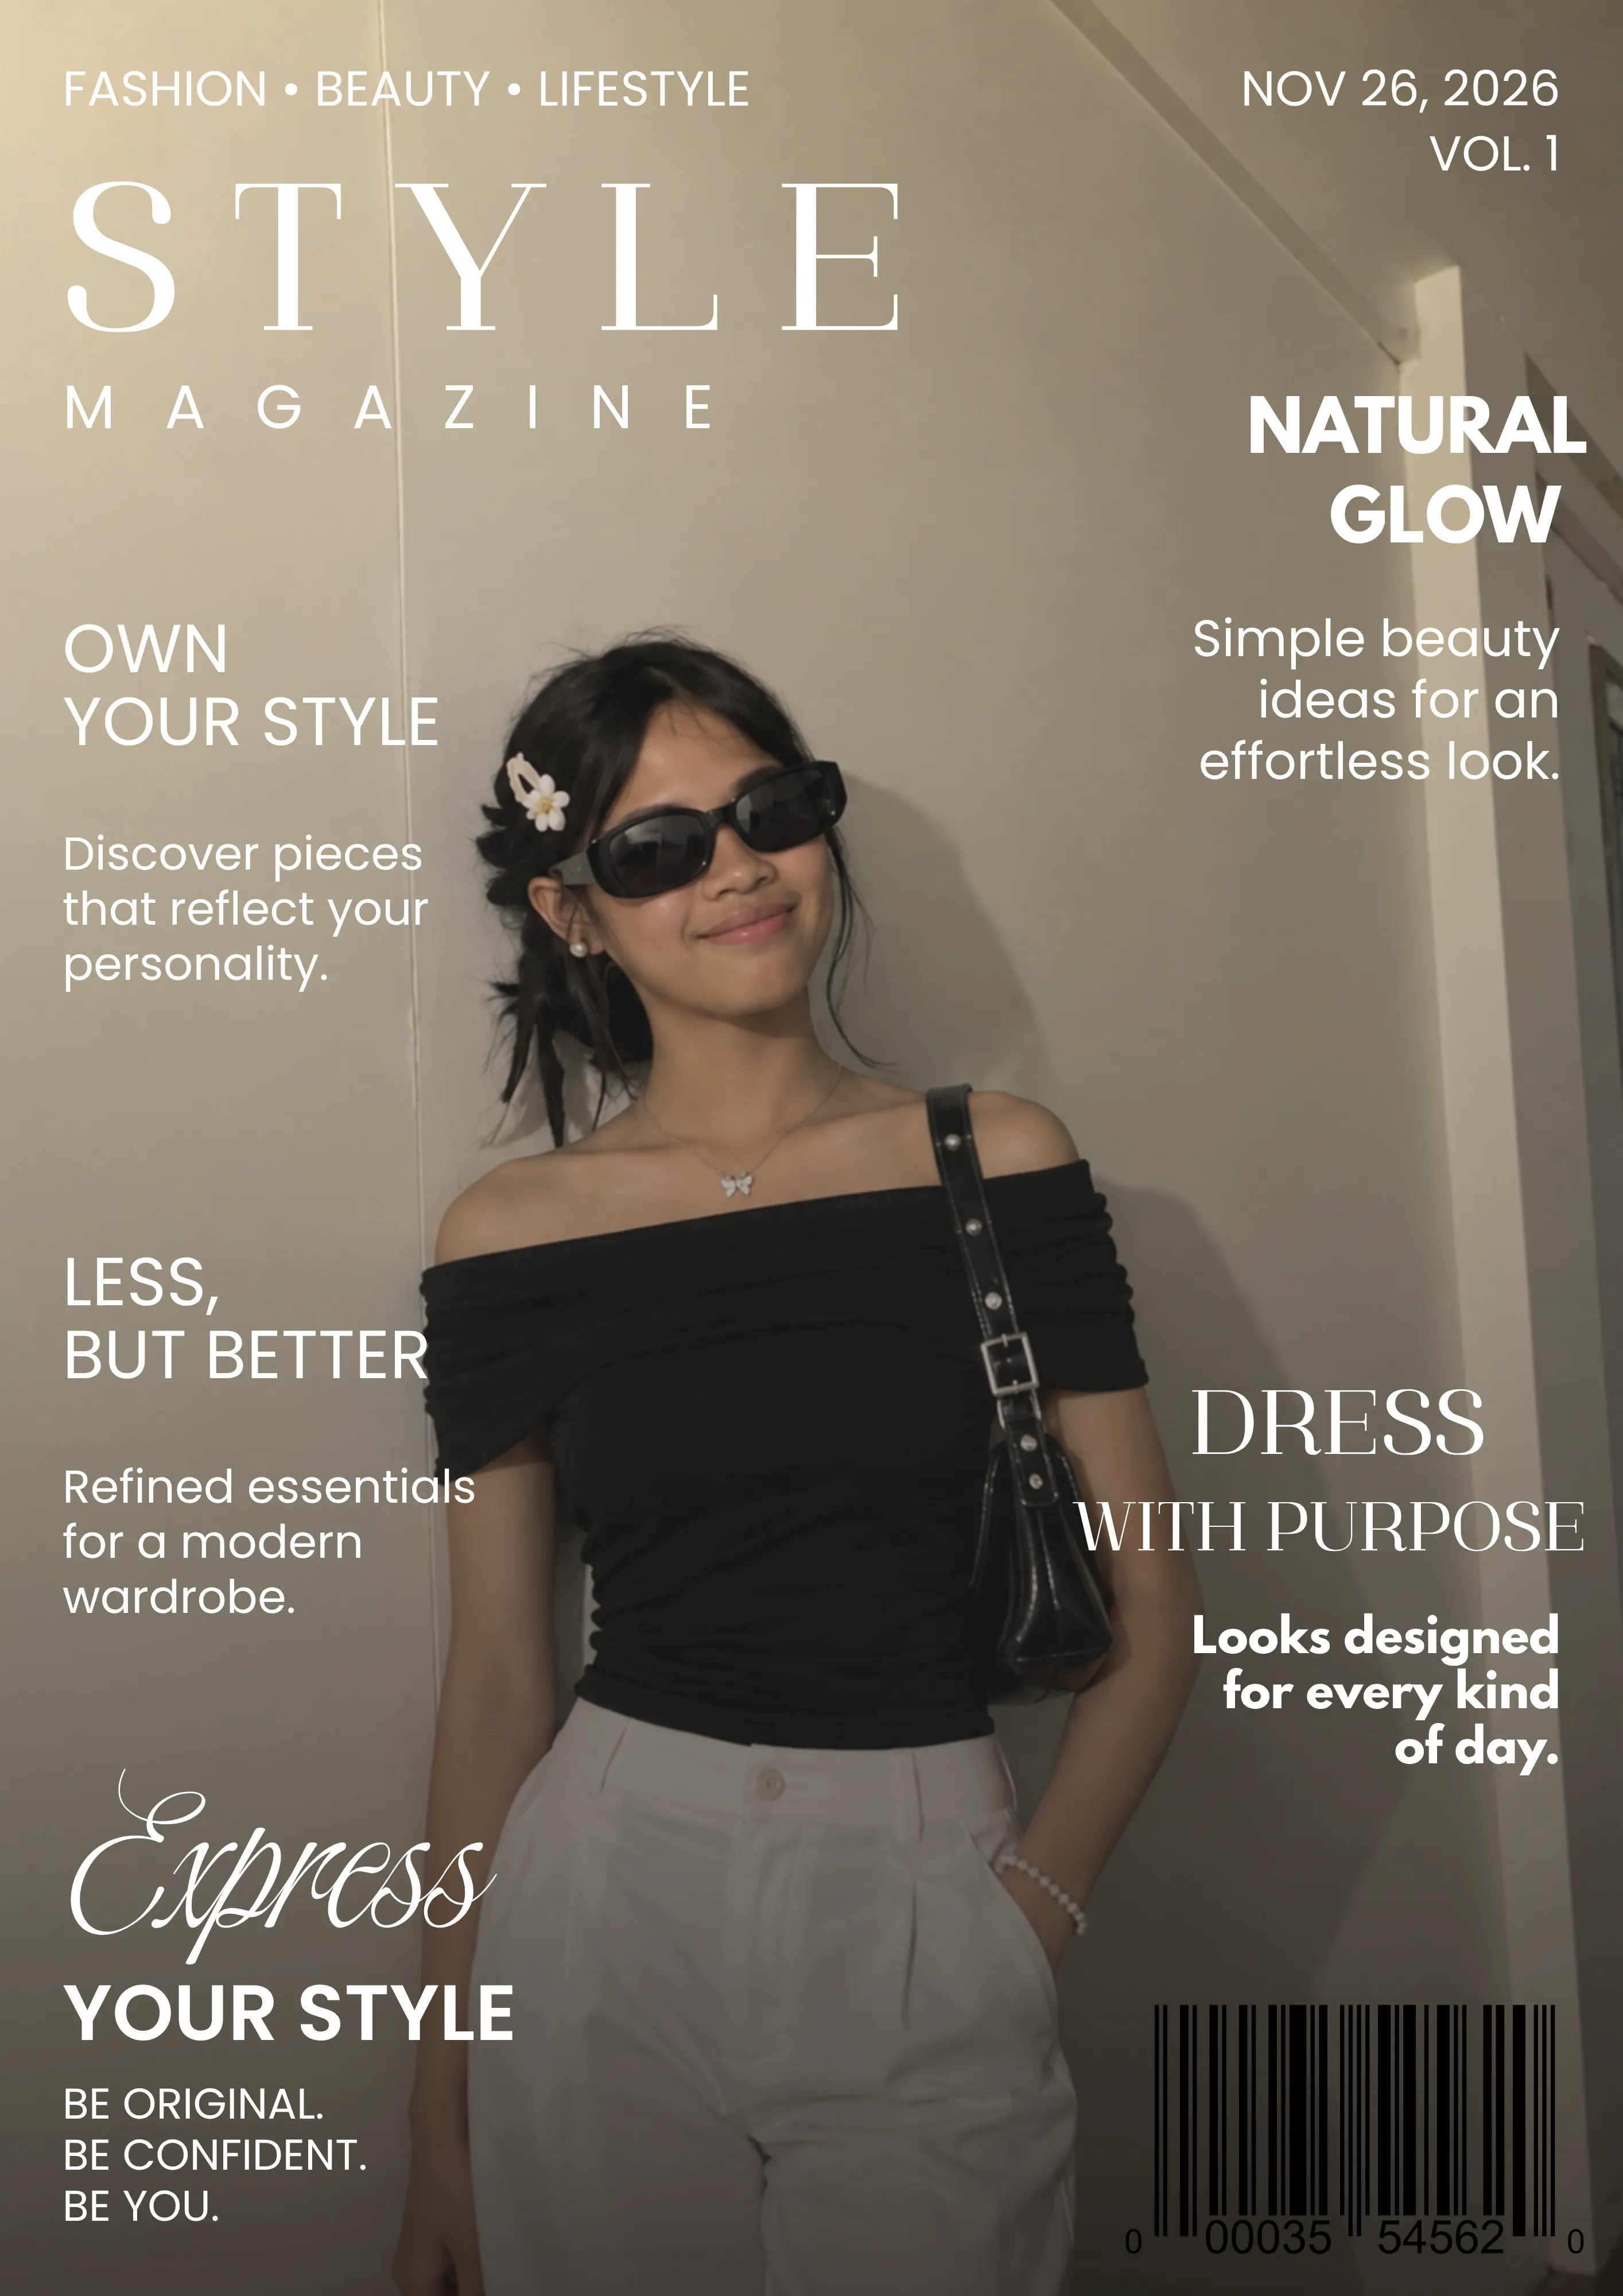 FASHION • BEAUTY • LIFESTYLE
NOV 26, 2026
VOL. 1
STYLE
MAGAZINE
NATURAL
GLOW
Simple beauty
ideas for an
effortless look.
OWN
YOUR STYLE
Discover pieces
that reflect your
personality.
LESS,
BUT BETTER
Refined essentials
for a modern
wardrobe.
DRESS
WITH PURPOSE
Looks designed
for every kind
of day.
Express
YOUR STYLE
BE ORIGINAL.
BE CONFIDENT.
BE YOU.
0 00035 54562 0